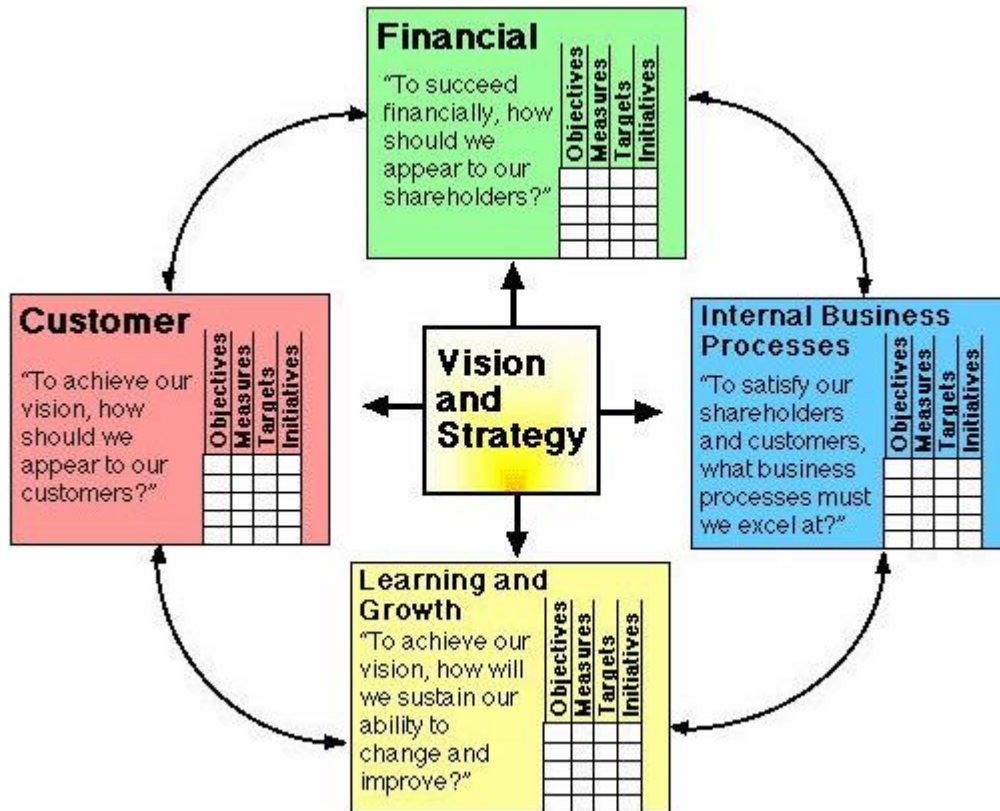 Financial
“To succeed
financially, how
should we
appear to our
shareholders?”
Objectives
Measures
Targets
Initiatives
Customer
“To achieve our
vision, how
should we
appear to our
customers?”
Objectives
Measures
Targets
Initiatives
Vision
and
Strategy
Internal Business
Processes
“To satisfy our
shareholders
and customers,
what business
processes must
we excel at?”
Objectives
Measures
Targets
Initiatives
Learning and
Growth
“To achieve our
vision, how will
we sustain our
ability to
change and
improve?”
Objectives
Measures
Targets
Initiatives